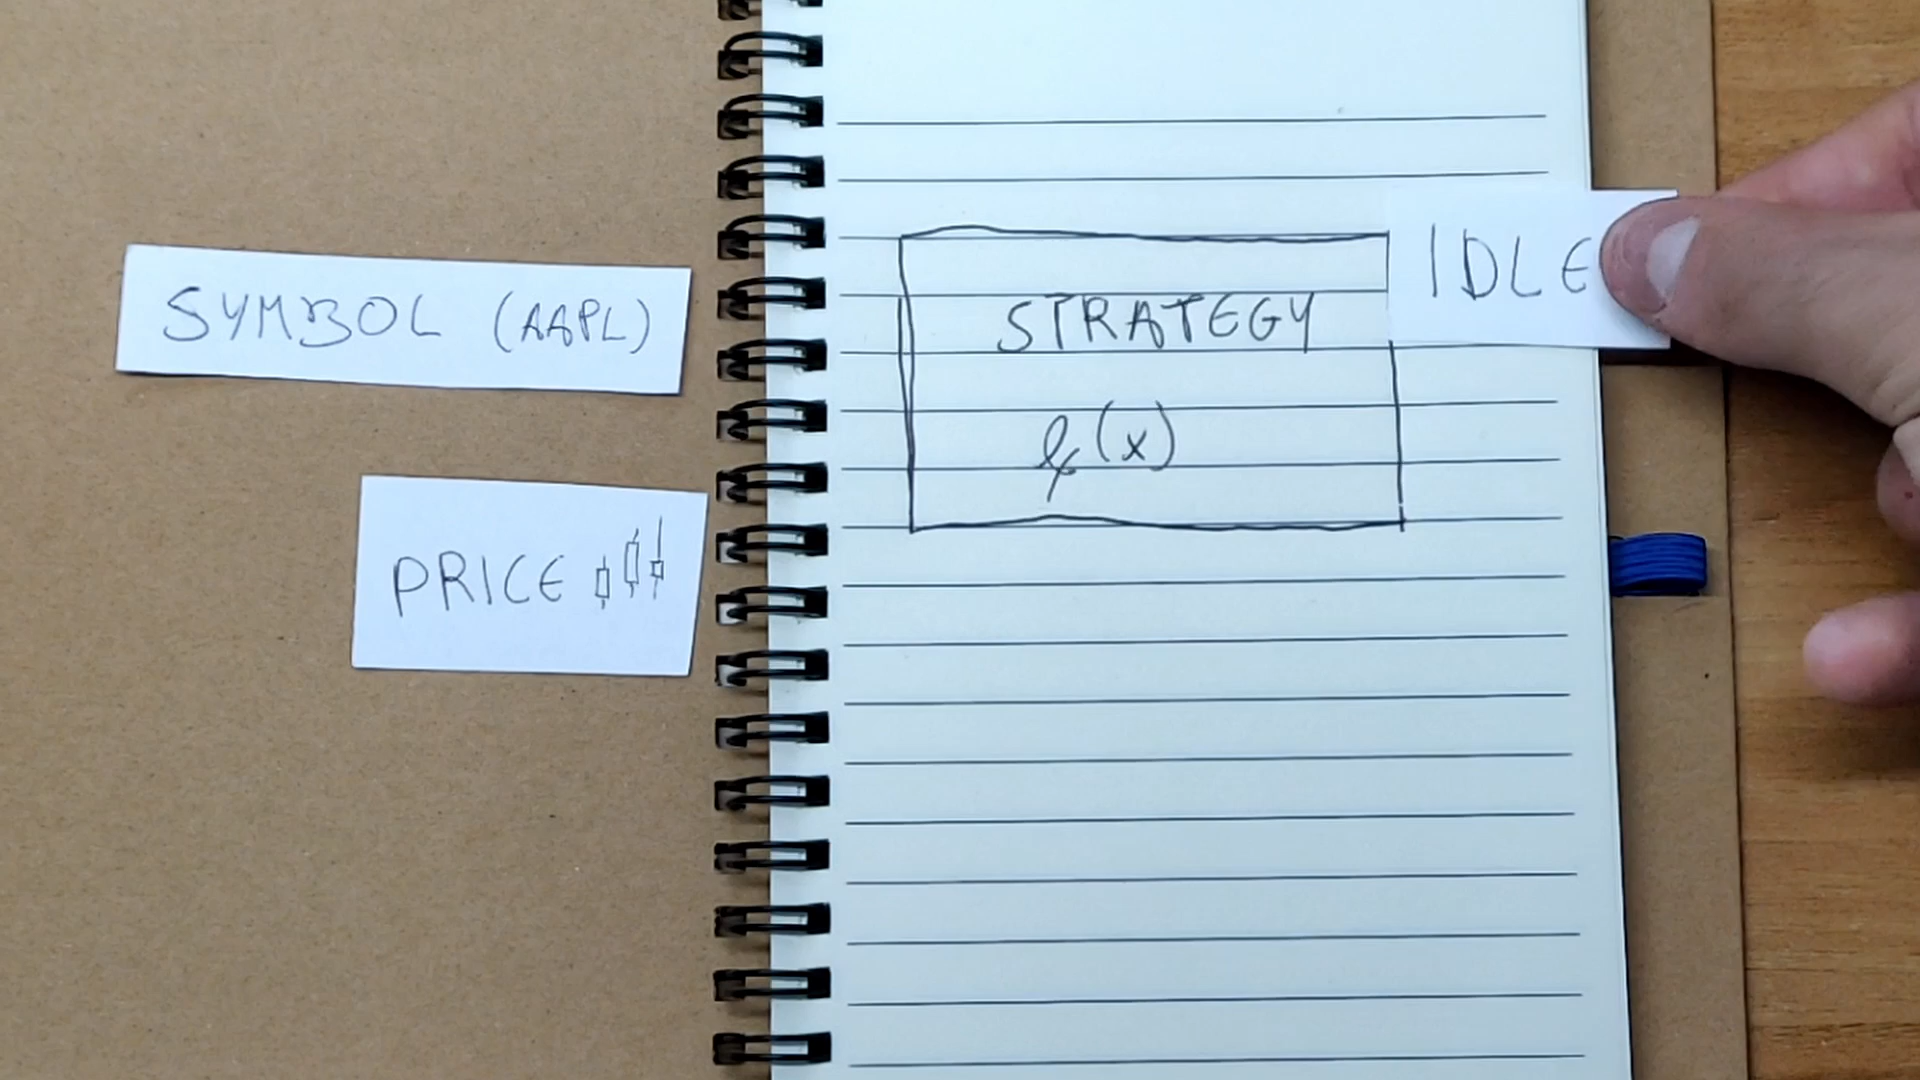 SYMBOL (AAPL)
PRICE
STRATEGY
f(x)
IDLE